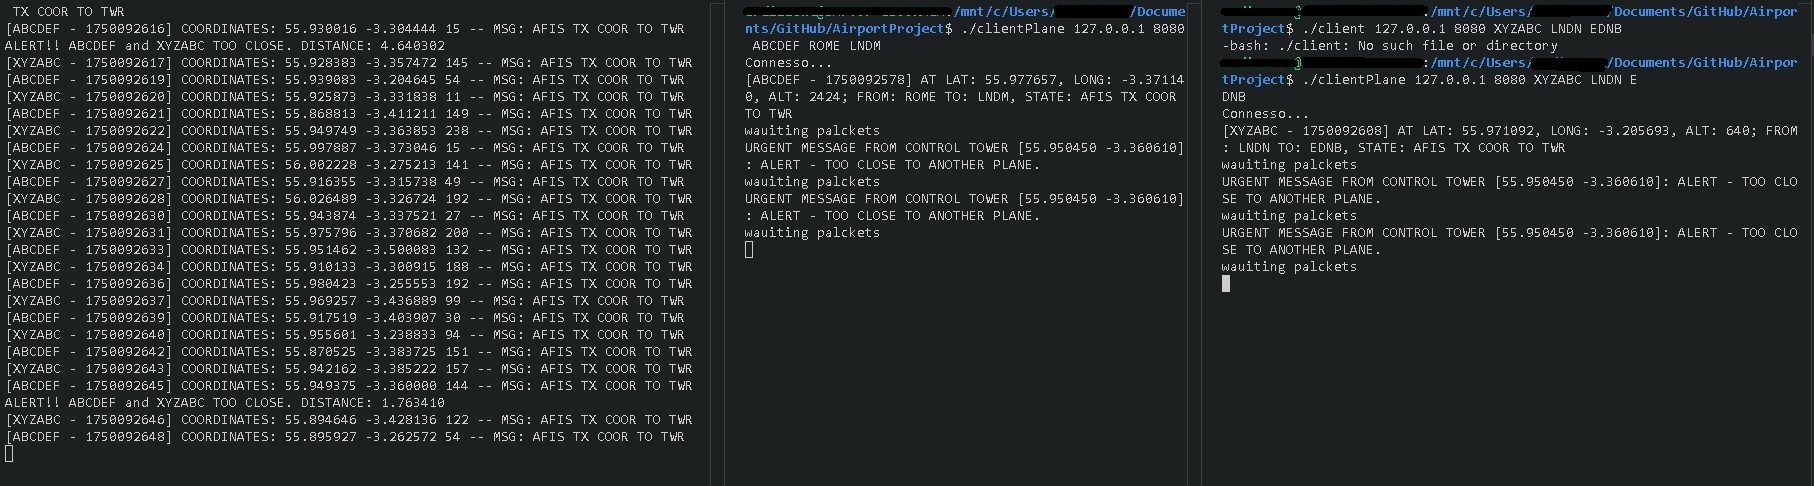 TX COOR TO TWR
[ABCDEF - 1750092616] COORDINATES: 55.930016 -3.304444 15 -- MSG: AFIS TX COOR TO TWR
ALERT!! ABCDEF and XYZABC TOO CLOSE. DISTANCE: 4.640302
[XYZABC - 1750092617] COORDINATES: 55.928383 -3.357472 145 -- MSG: AFIS TX COOR TO TWR
[ABCDEF - 1750092619] COORDINATES: 55.939083 -3.204645 54 -- MSG: AFIS TX COOR TO TWR
[XYZABC - 1750092620] COORDINATES: 55.925873 -3.331838 11 -- MSG: AFIS TX COOR TO TWR
[ABCDEF - 1750092621] COORDINATES: 55.868813 -3.411211 149 -- MSG: AFIS TX COOR TO TWR
[XYZABC - 1750092622] COORDINATES: 55.949749 -3.363853 238 -- MSG: AFIS TX COOR TO TWR
[ABCDEF - 1750092624] COORDINATES: 55.997887 -3.373046 15 -- MSG: AFIS TX COOR TO TWR
[XYZABC - 1750092625] COORDINATES: 56.002228 -3.275213 141 -- MSG: AFIS TX COOR TO TWR
[ABCDEF - 1750092627] COORDINATES: 55.916355 -3.315738 49 -- MSG: AFIS TX COOR TO TWR
[XYZABC - 1750092628] COORDINATES: 56.026489 -3.326724 192 -- MSG: AFIS TX COOR TO TWR
[ABCDEF - 1750092630] COORDINATES: 55.943874 -3.337521 27 -- MSG: AFIS TX COOR TO TWR
[XYZABC - 1750092631] COORDINATES: 55.975796 -3.370682 200 -- MSG: AFIS TX COOR TO TWR
[ABCDEF - 1750092633] COORDINATES: 55.951462 -3.500083 132 -- MSG: AFIS TX COOR TO TWR
[XYZABC - 1750092634] COORDINATES: 55.910133 -3.300915 188 -- MSG: AFIS TX COOR TO TWR
[ABCDEF - 1750092636] COORDINATES: 55.980423 -3.255553 192 -- MSG: AFIS TX COOR TO TWR
[XYZABC - 1750092637] COORDINATES: 55.969257 -3.436889 99 -- MSG: AFIS TX COOR TO TWR
[ABCDEF - 1750092639] COORDINATES: 55.917519 -3.403907 30 -- MSG: AFIS TX COOR TO TWR
[XYZABC - 1750092640] COORDINATES: 55.955601 -3.238833 94 -- MSG: AFIS TX COOR TO TWR
[ABCDEF - 1750092642] COORDINATES: 55.870525 -3.383725 151 -- MSG: AFIS TX COOR TO TWR
[XYZABC - 1750092643] COORDINATES: 55.942162 -3.385222 157 -- MSG: AFIS TX COOR TO TWR
[ABCDEF - 1750092645] COORDINATES: 55.949375 -3.360000 144 -- MSG: AFIS TX COOR TO TWR
ALERT!! ABCDEF and XYZABC TOO CLOSE. DISTANCE: 1.763410
[XYZABC - 1750092646] COORDINATES: 55.894646 -3.428136 122 -- MSG: AFIS TX COOR TO TWR
[ABCDEF - 1750092648] COORDINATES: 55.895927 -3.262572 54 -- MSG: AFIS TX COOR TO TWR
:/mnt/c/Users/ /Docume
nts/GitHub/AirportProject$ ./clientPlane 127.0.0.1 8080
ABCDEF ROME LNDM
Connesso...
[ABCDEF - 1750092578] AT LAT: 55.977657, LONG: -3.37114
0, ALT: 2424; FROM: ROME TO: LNDM, STATE: AFIS TX COOR
TO TWR
wauiting palckets
URGENT MESSAGE FROM CONTROL TOWER [55.950450 -3.360610]
: ALERT - TOO CLOSE TO ANOTHER PLANE.
wauiting palckets
URGENT MESSAGE FROM CONTROL TOWER [55.950450 -3.360610]
: ALERT - TOO CLOSE TO ANOTHER PLANE.
wauiting palckets
:/mnt/c/Users/ /Documents/GitHub/Airpor
tProject$ ./client 127.0.0.1 8080 XYZABC LNDN EDNB
-bash: ./client: No such file or directory
:/mnt/c/Users/ /Documents/GitHub/Airpor
tProject$ ./clientPlane 127.0.0.1 8080 XYZABC LNDN E
DNB
Connesso...
[XYZABC - 1750092608] AT LAT: 55.971092, LONG: -3.205693, ALT: 640; FROM
: LNDN TO: EDNB, STATE: AFIS TX COOR TO TWR
wauiting palckets
URGENT MESSAGE FROM CONTROL TOWER [55.950450 -3.360610]: ALERT - TOO CLO
SE TO ANOTHER PLANE.
wauiting palckets
URGENT MESSAGE FROM CONTROL TOWER [55.950450 -3.360610]: ALERT - TOO CLO
SE TO ANOTHER PLANE.
wauiting palckets